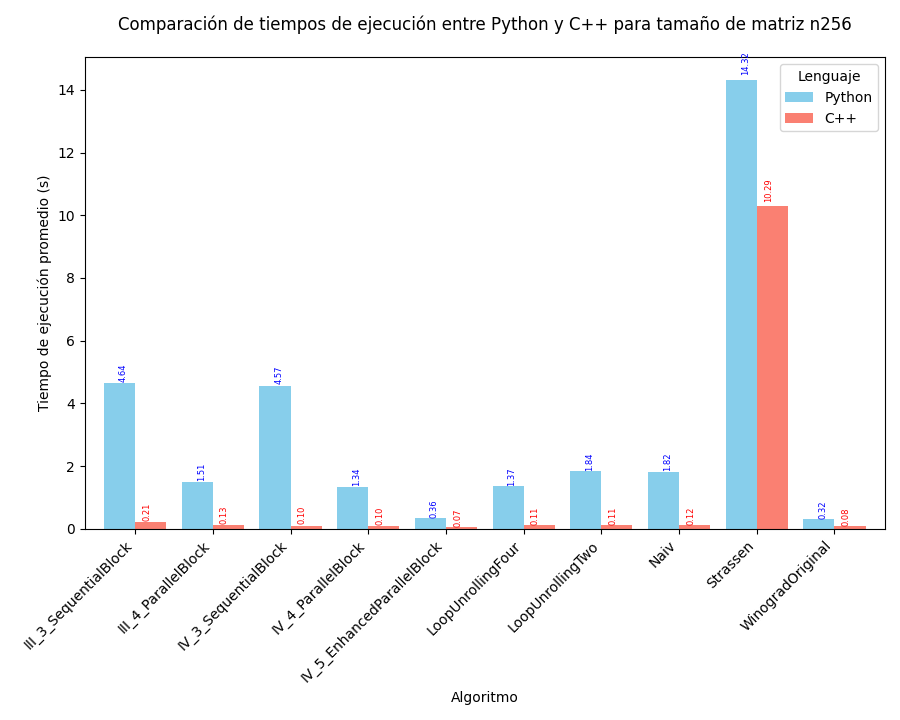 Comparación de tiempos de ejecución entre Python y C++ para tamaño de matriz n256
Tiempo de ejecución promedio (s)
14
12
10
8
6
4
2
0
Lenguaje
Python
C++
4.64
0.21
1.51
0.13
4.57
0.10
1.34
0.10
0.36
0.07
1.37
0.11
1.84
0.11
1.82
0.12
14.32
10.29
0.32
0.08
III_3_SequentialBlock
III_4_ParallelBlock
IV_3_SequentialBlock
IV_4_ParallelBlock
IV_5_EnhancedParallelBlock
LoopUnrollingFour
LoopUnrollingTwo
Naiv
Strassen
WinogradOriginal
Algoritmo